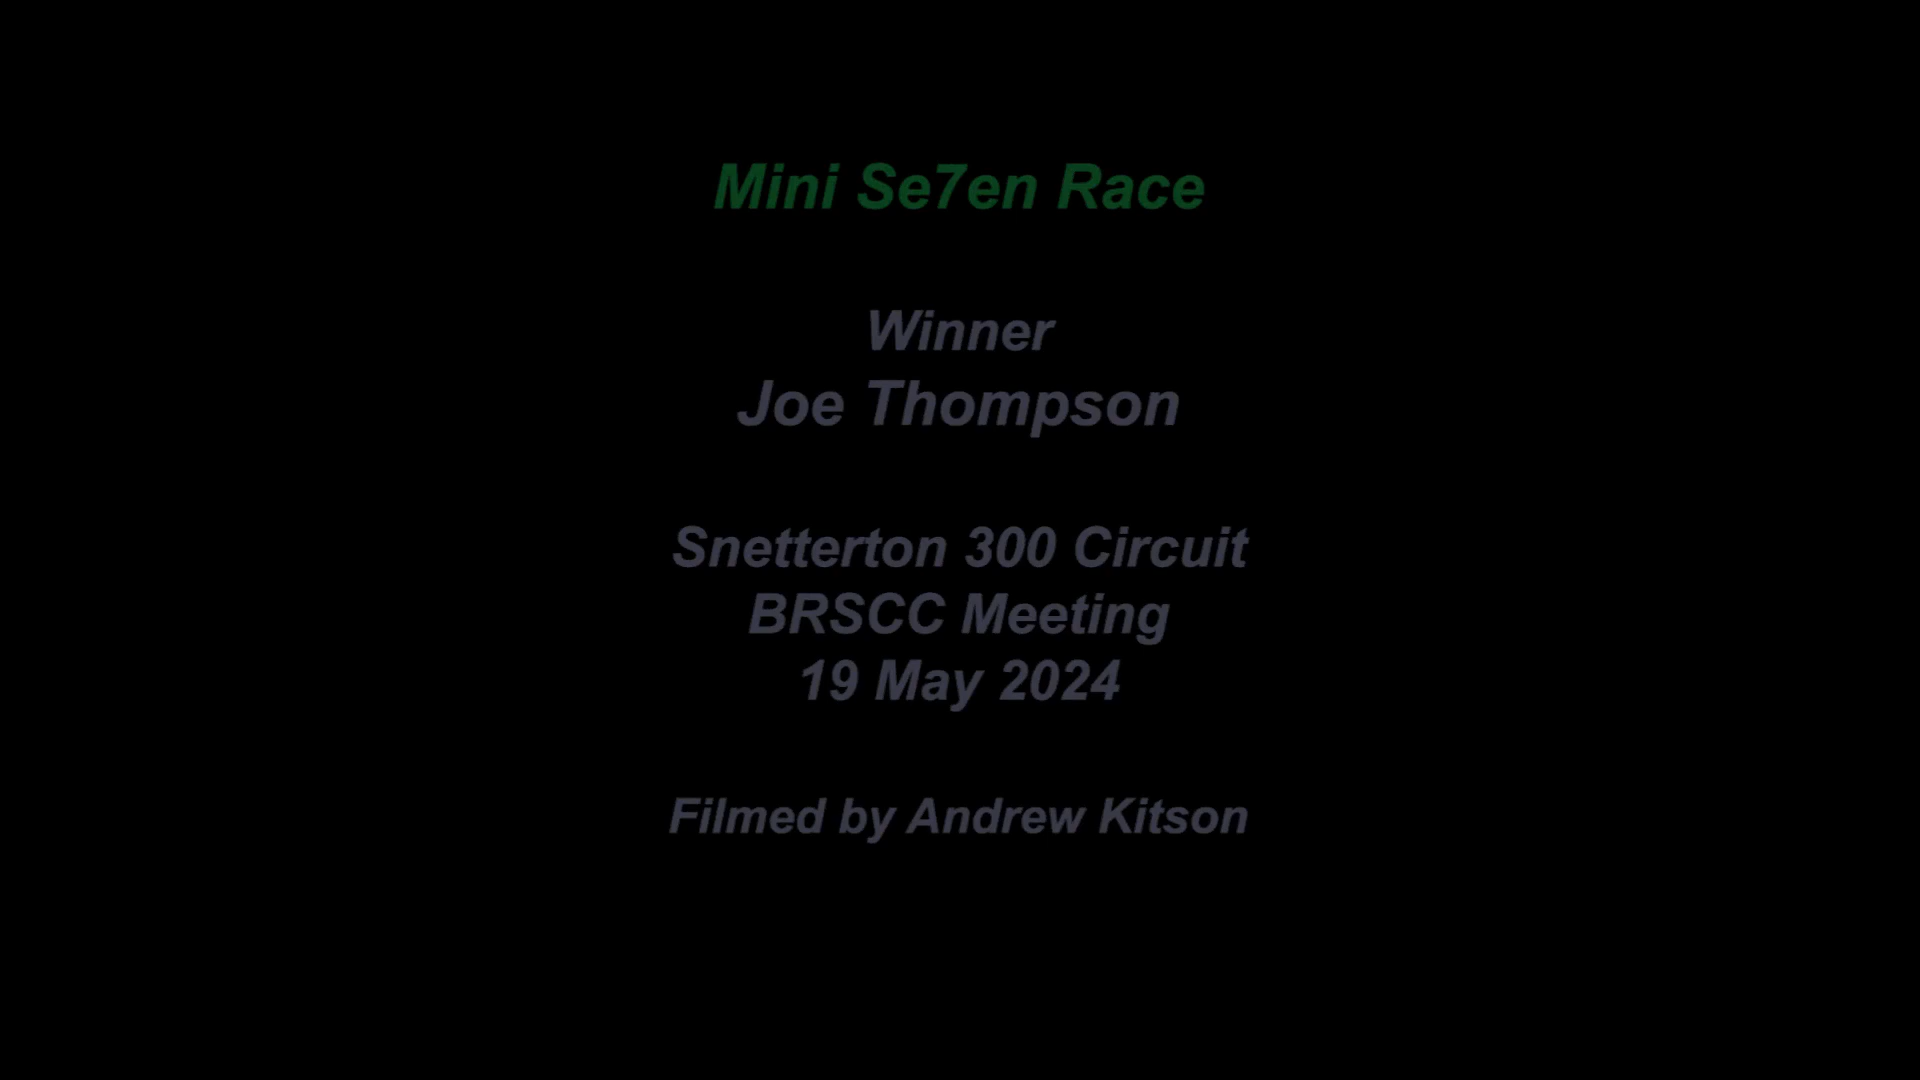 Mini Se7en Race
Winner
Joe Thompson
Snetterton 300 Circuit
BRSCC Meeting
19 May 2024
Filmed by Andrew Kitson